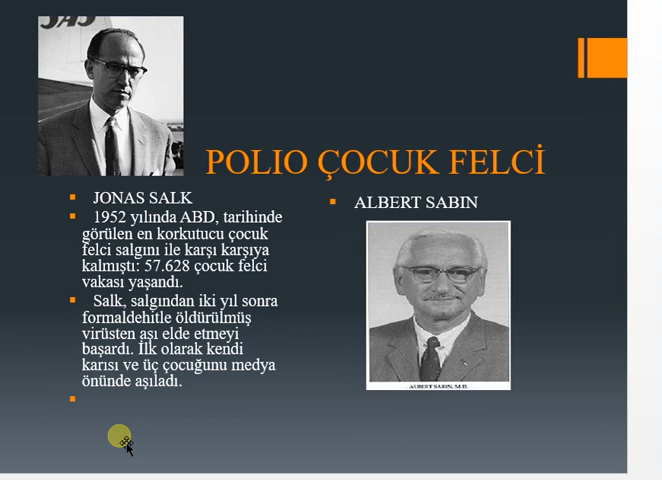 SAS
POLIO ÇOCUK FELCİ
JONAS SALK
1952 yılında ABD, tarihinde
görülen en korkutucu çocuk
felci salgını ile karşı karşıya
kalmıştı: 57.628 çocuk felci
vakası yaşandı.
Salk, salgından iki yıl sonra
formaldehitle öldürülmüş
virüsten aşı elde etmeyi
başardı. İlk olarak kendi
karısı ve üç çocuğunu medya
önünde aşıladı.
ALBERT SABIN
ALBERT SABIN, M.D.